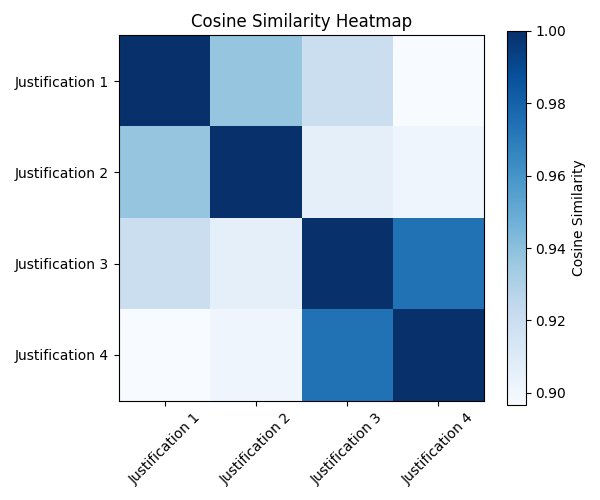 Cosine Similarity Heatmap
Justification 1
Justification 2
Justification 3
Justification 4
Justification 1
Justification 2
Justification 3
Justification 4
1.00
0.98
0.96
0.94
0.92
0.90
Cosine Similarity